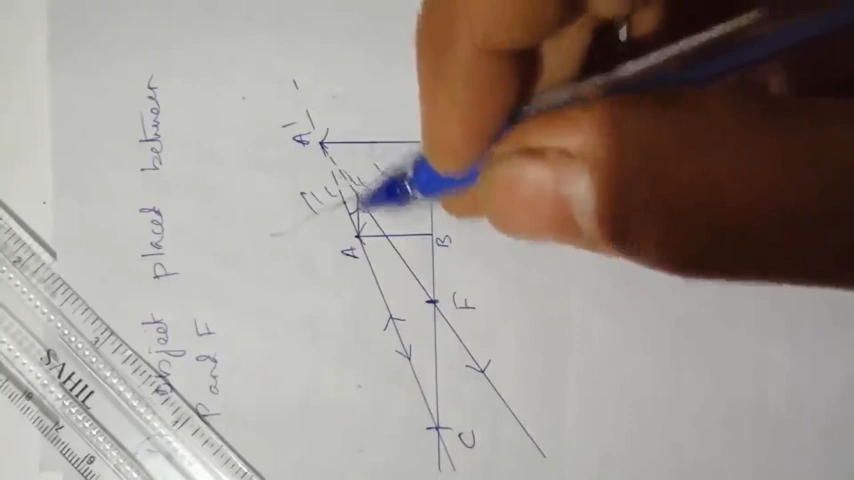 object placed between
P and F
A'
A
B
F
C
SAHIL